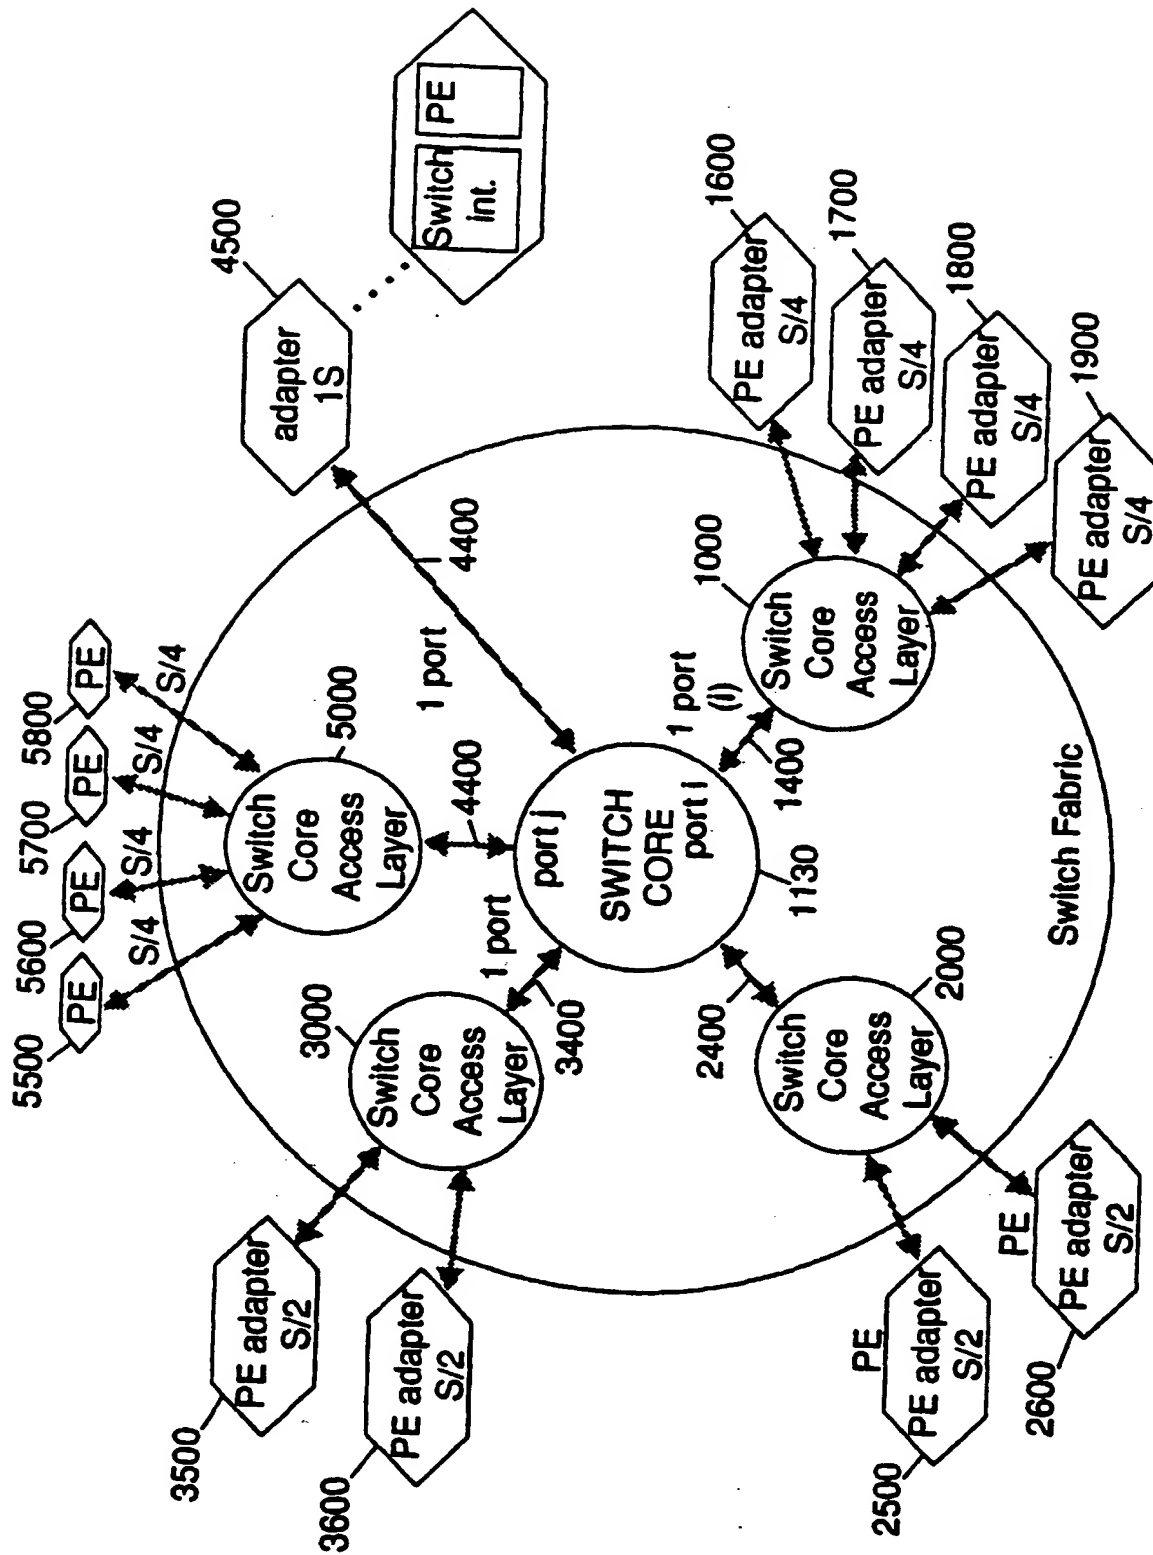 5500
PE
5600
PE
5700
PE
5800
PE
S/4
S/4
S/4
S/4
Switch
Core
Access
Layer
5000
4400
4500
adapter
1S
Switch
int.
PE
1 port
4400
3500
PE adapter
S/2
3600
PE adapter
S/2
3000
Switch
Core
Access
Layer
1 port
3400
port j
SWITCH
CORE
port i
1130
1 port
(i)
1400
1000
Switch
Core
Access
Layer
1600
PE adapter
S/4
1700
PE adapter
S/4
1800
PE adapter
S/4
1900
PE adapter
S/4
2400
2000
Switch
Core
Access
Layer
PE
PE adapter
S/2
2500
PE
PE adapter
S/2
2600
Switch Fabric